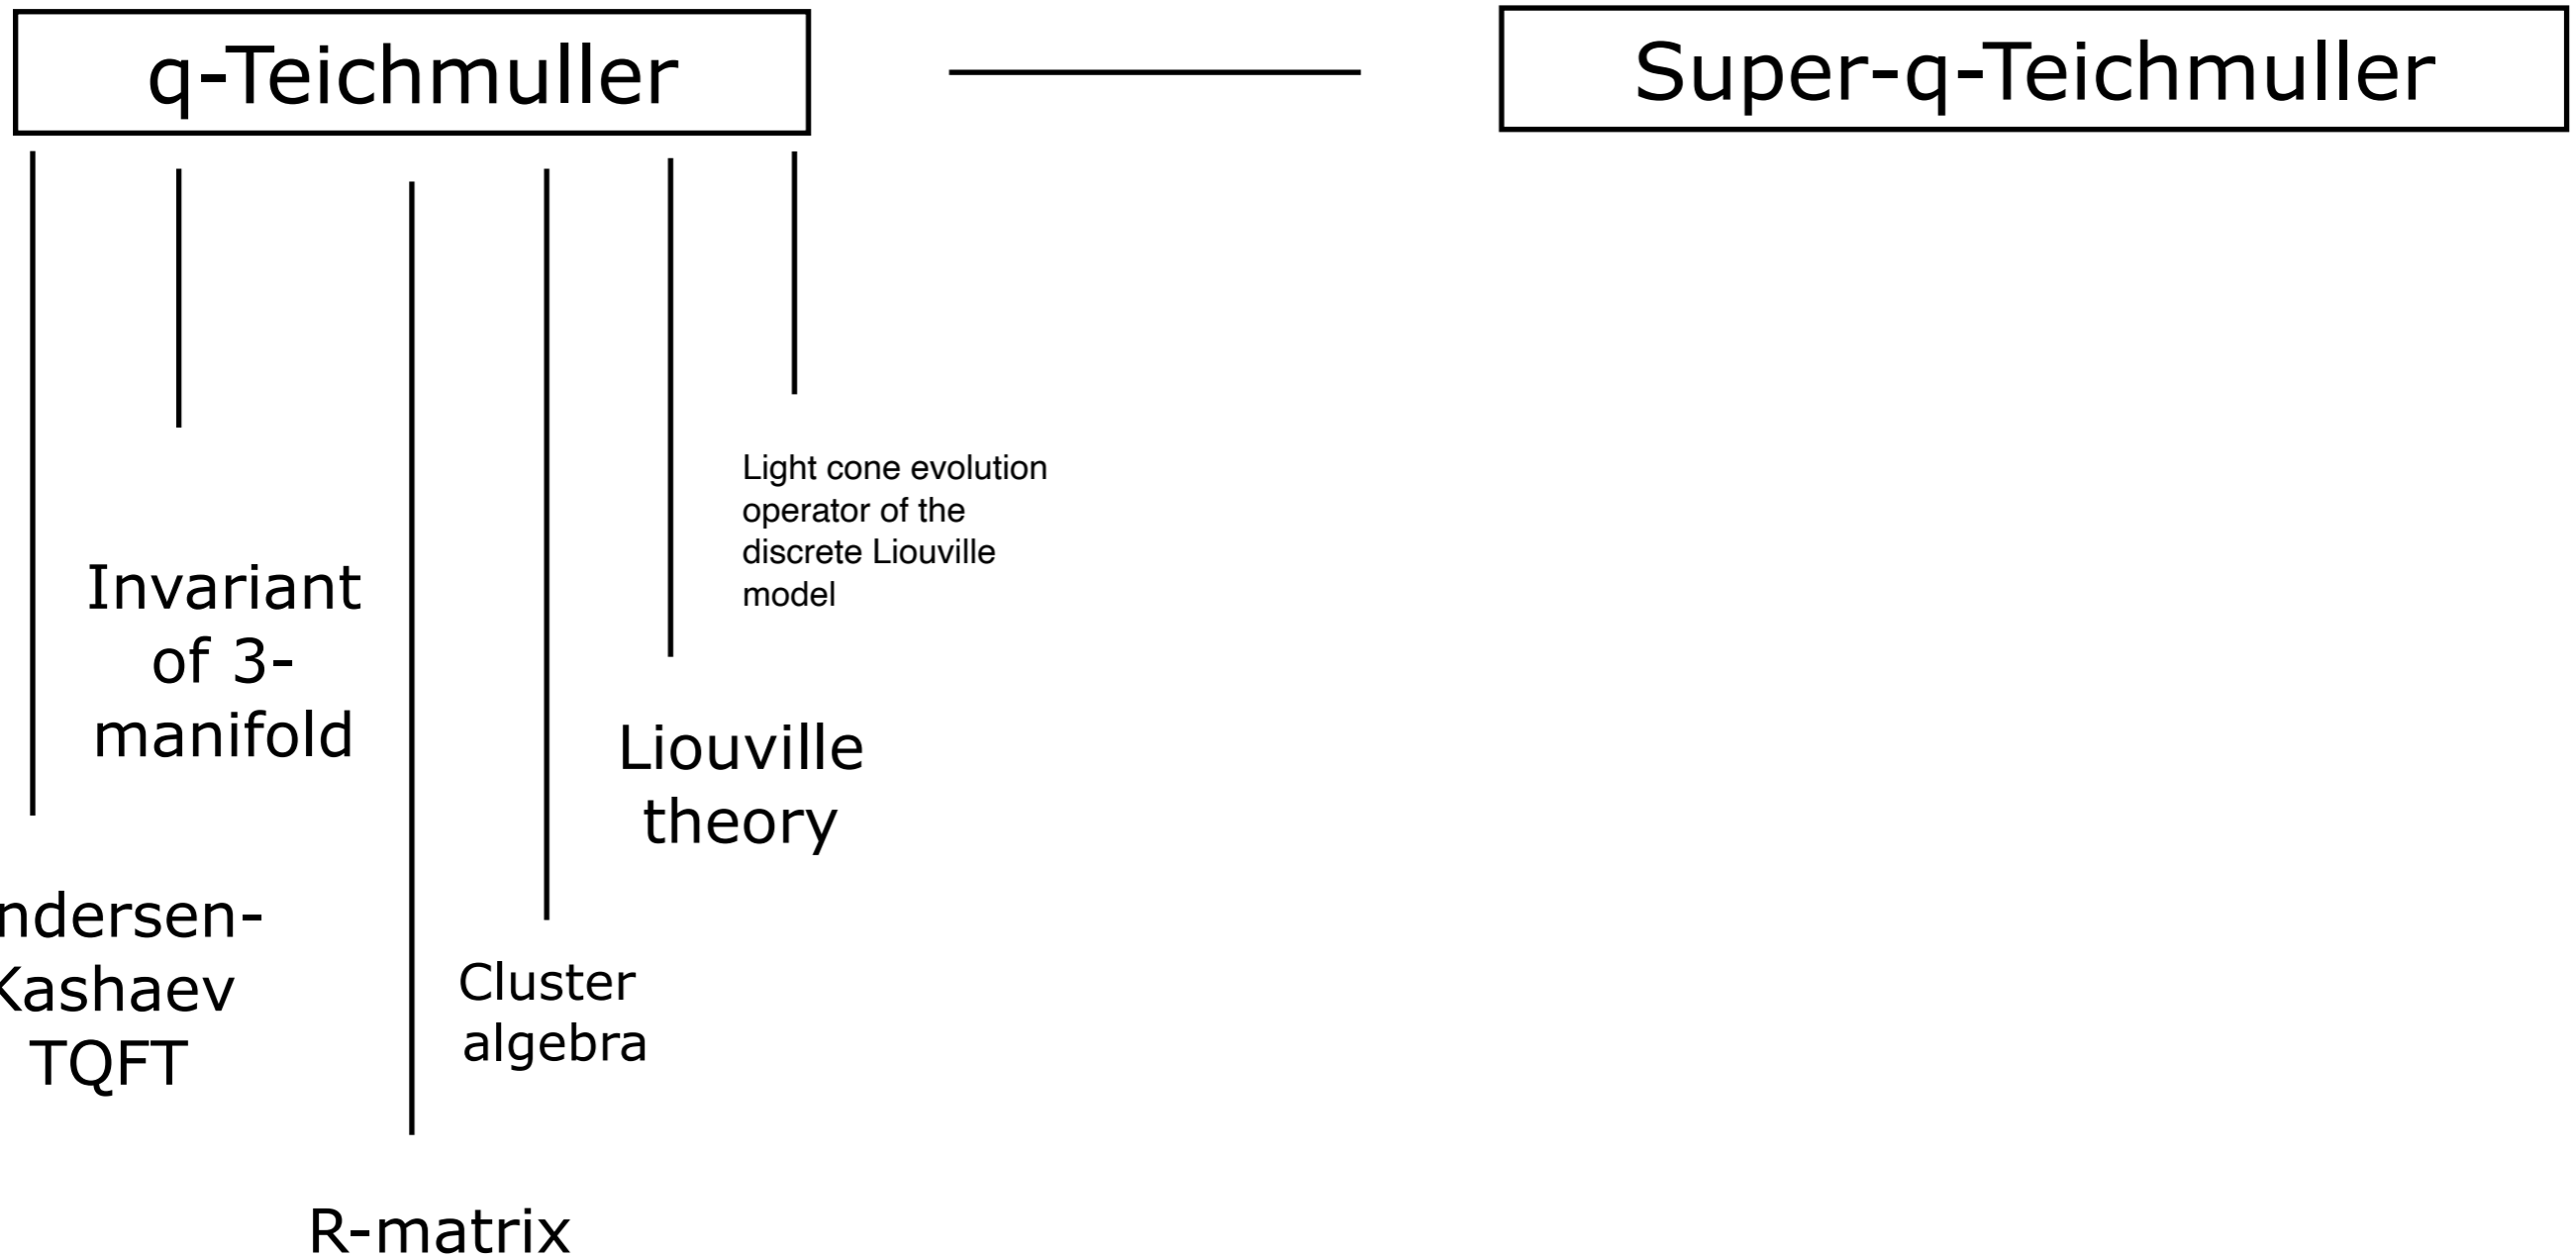 q-Teichmuller
Super-q-Teichmuller
Light cone evolution
operator of the
discrete Liouville
model
Invariant
of 3-
manifold
Liouville
theory
ndersen-
Kashaev
TQFT
Cluster
algebra
R-matrix